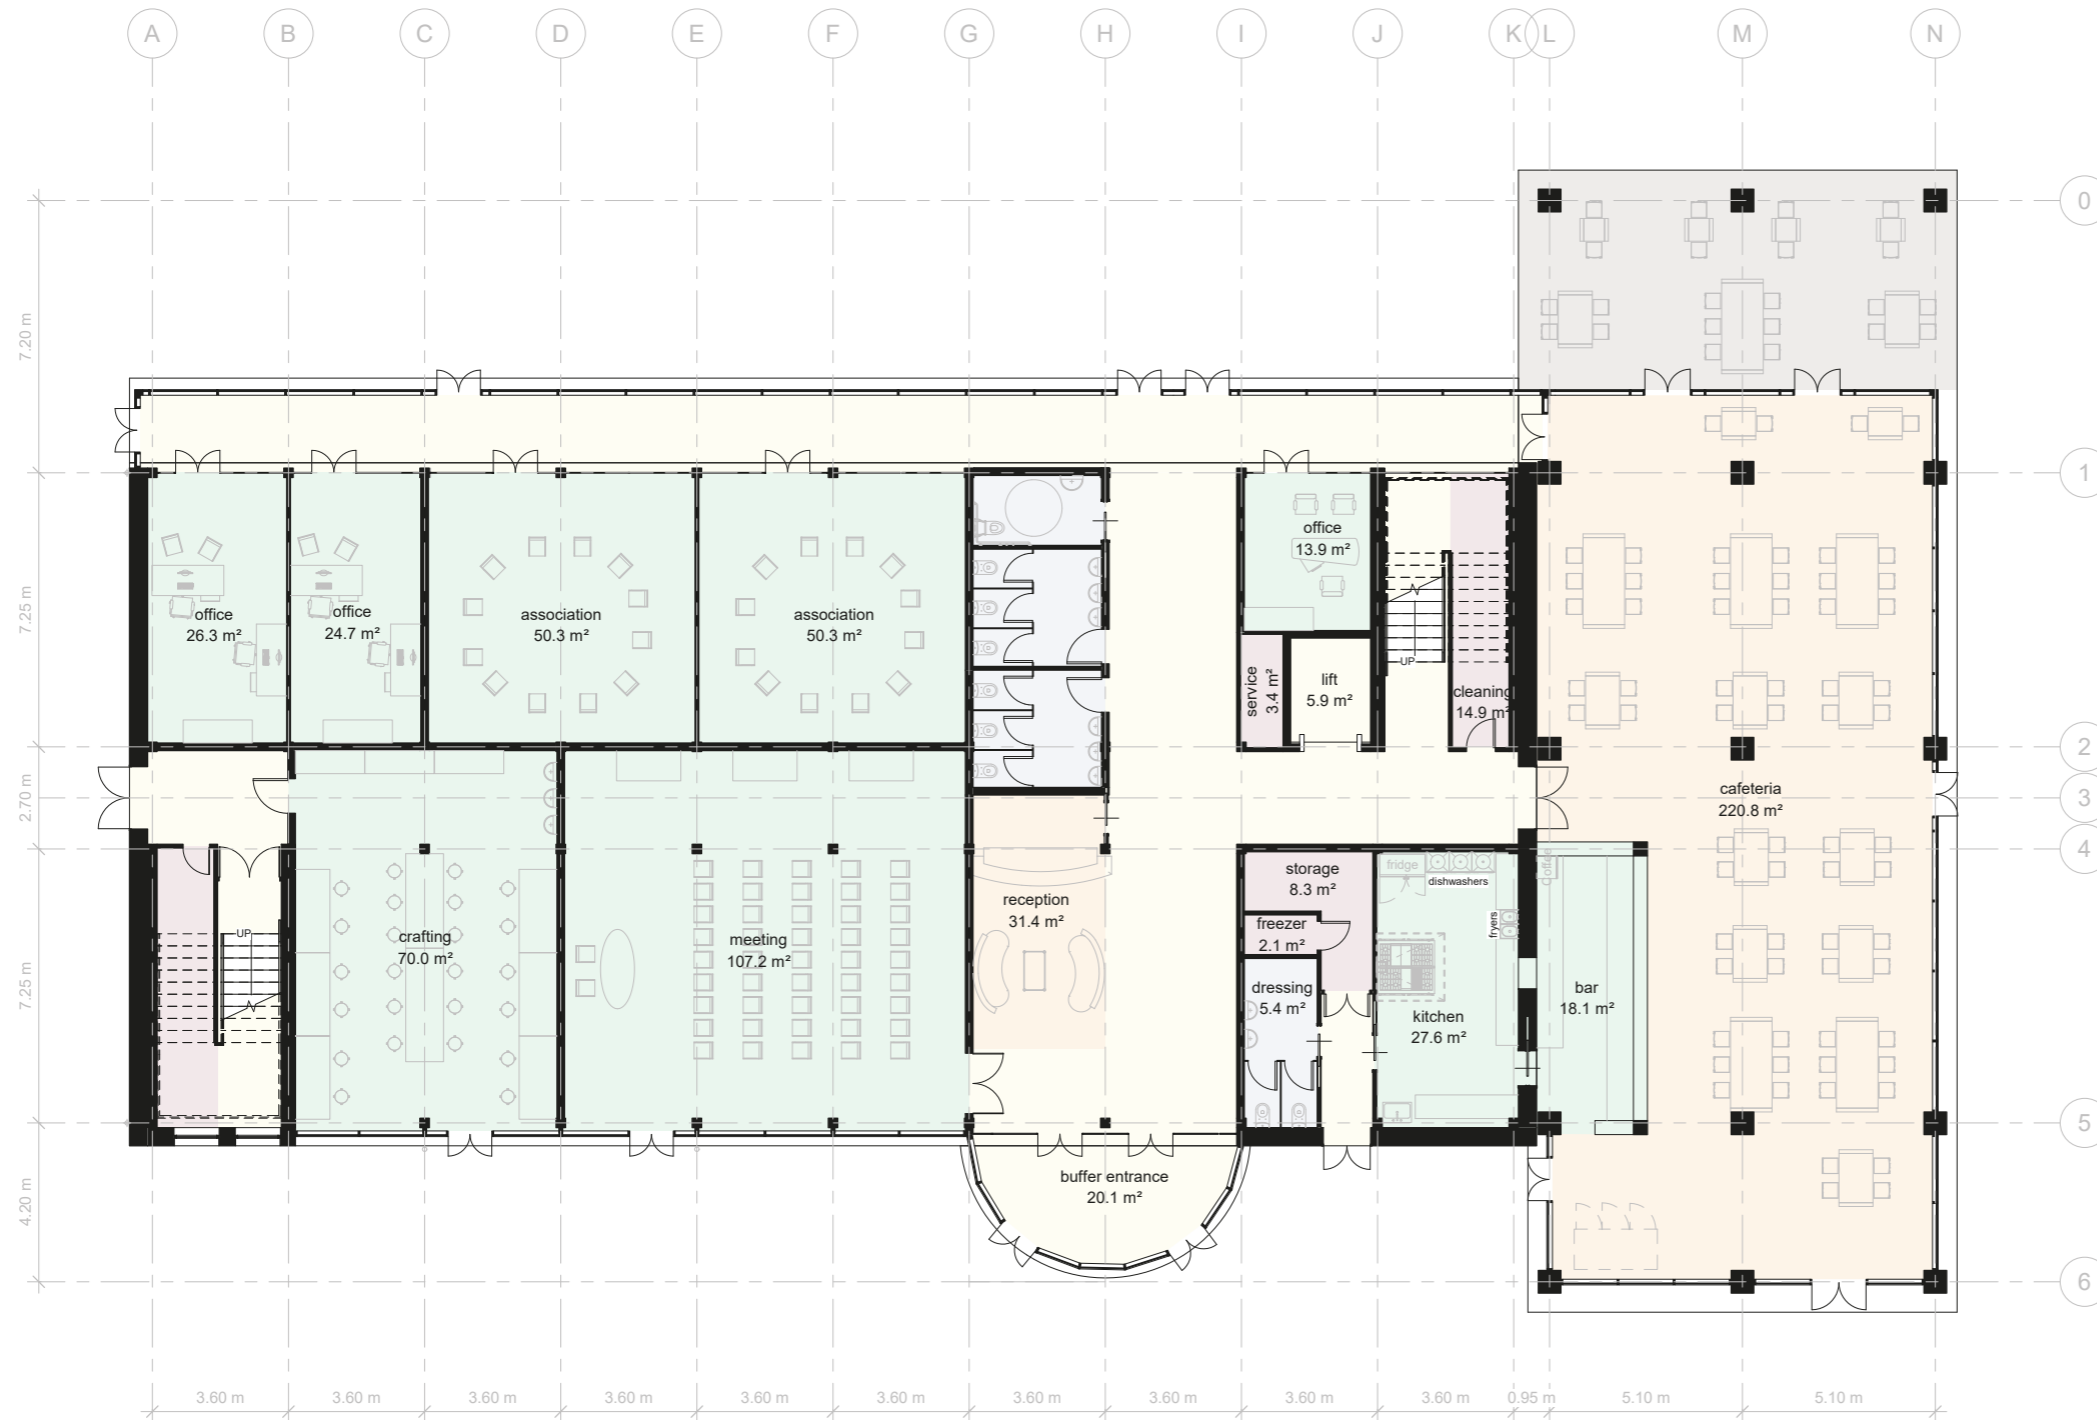 A B C D E F G H I J K L M N
0
7.20 m
1
office
13.9 m²
7.25 m
office
26.3 m²
office
24.7 m²
association
50.3 m²
association
50.3 m²
service
3.4 m²
lift
5.9 m²
UP
cleaning
14.9 m²
2
2.70 m
3
cafeteria
220.8 m²
4
storage
8.3 m²
fridge
dishwashers
coffee
reception
31.4 m²
freezer
2.1 m²
fryers
UP
crafting
70.0 m²
meeting
107.2 m²
7.25 m
dressing
5.4 m²
kitchen
27.6 m²
bar
18.1 m²
5
buffer entrance
20.1 m²
4.20 m
6
3.60 m 3.60 m 3.60 m 3.60 m 3.60 m 3.60 m 3.60 m 3.60 m 3.60 m 3.60 m 0.95 m 5.10 m 5.10 m